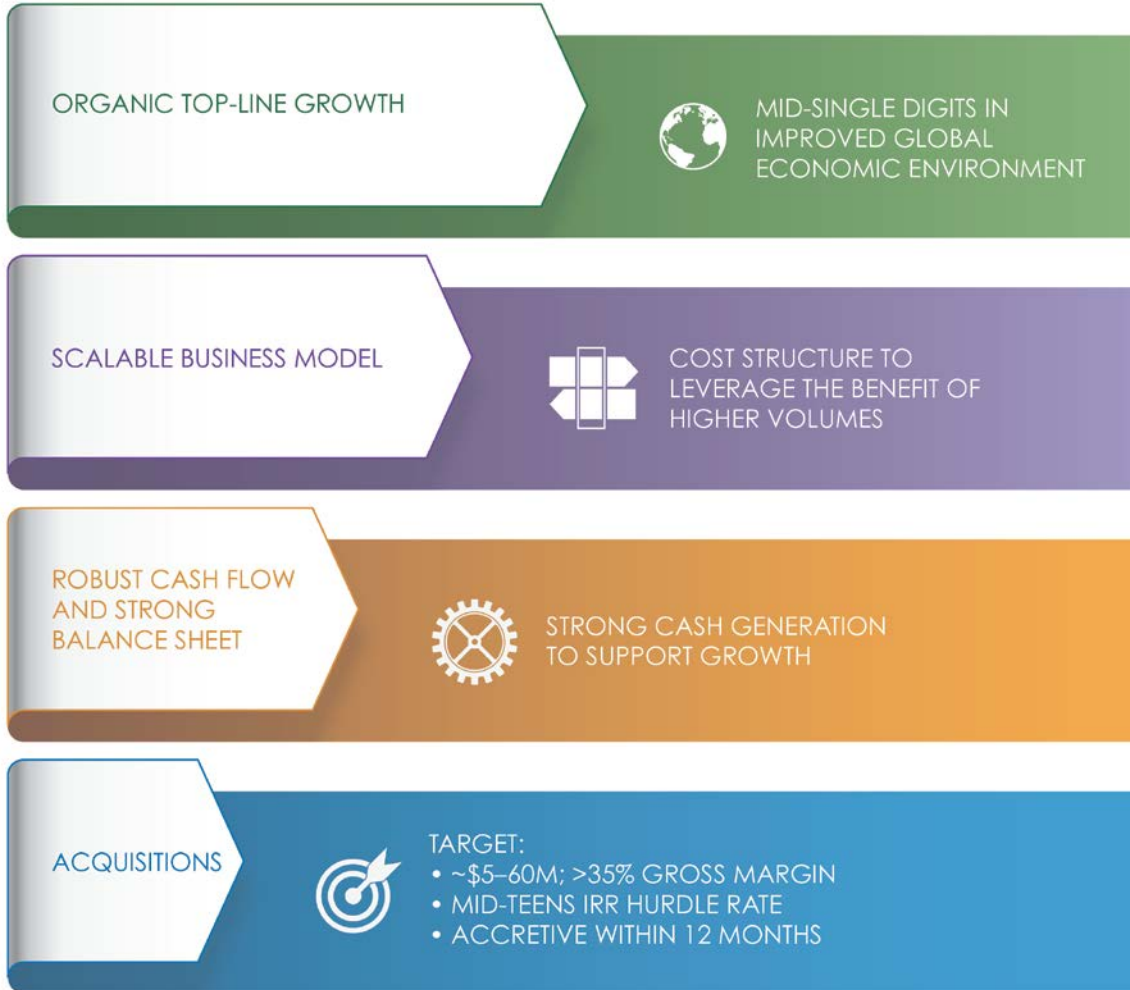 ORGANIC TOP-LINE GROWTH
MID-SINGLE DIGITS IN
IMPROVED GLOBAL
ECONOMIC ENVIRONMENT
SCALABLE BUSINESS MODEL
COST STRUCTURE TO
LEVERAGE THE BENEFIT OF
HIGHER VOLUMES
ROBUST CASH FLOW
AND STRONG
BALANCE SHEET
STRONG CASH GENERATION
TO SUPPORT GROWTH
ACQUISITIONS
TARGET:
• ~$5–60M; >35% GROSS MARGIN
• MID-TEENS IRR HURDLE RATE
• ACCRETIVE WITHIN 12 MONTHS